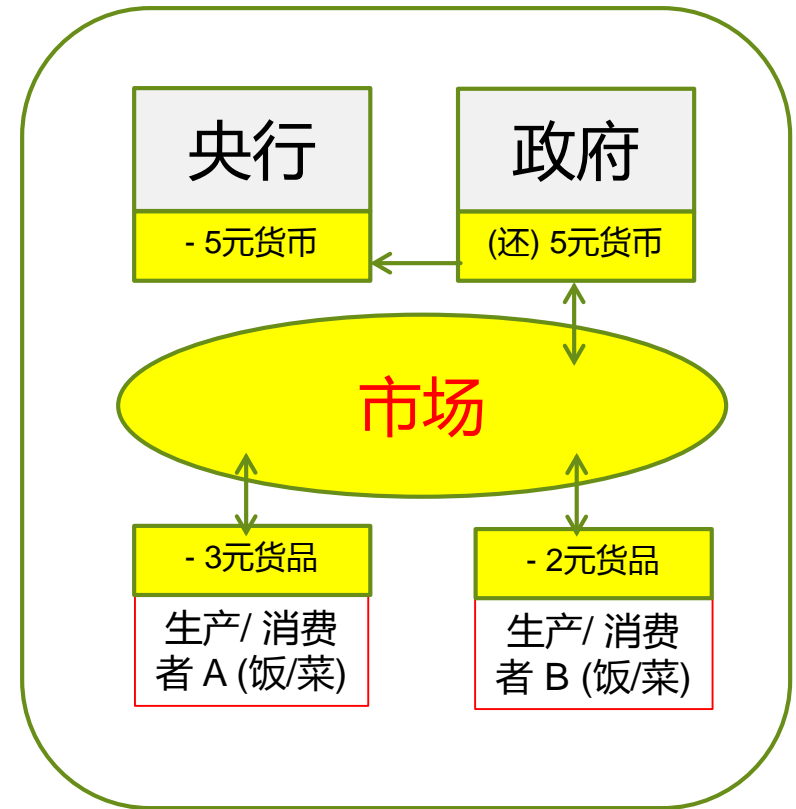 央行
政府
- 5元货币
(还) 5元货币
市场
- 3元货品
- 2元货品
生产/ 消费
者 A (饭/菜)
生产/ 消费
者 B (饭/菜)